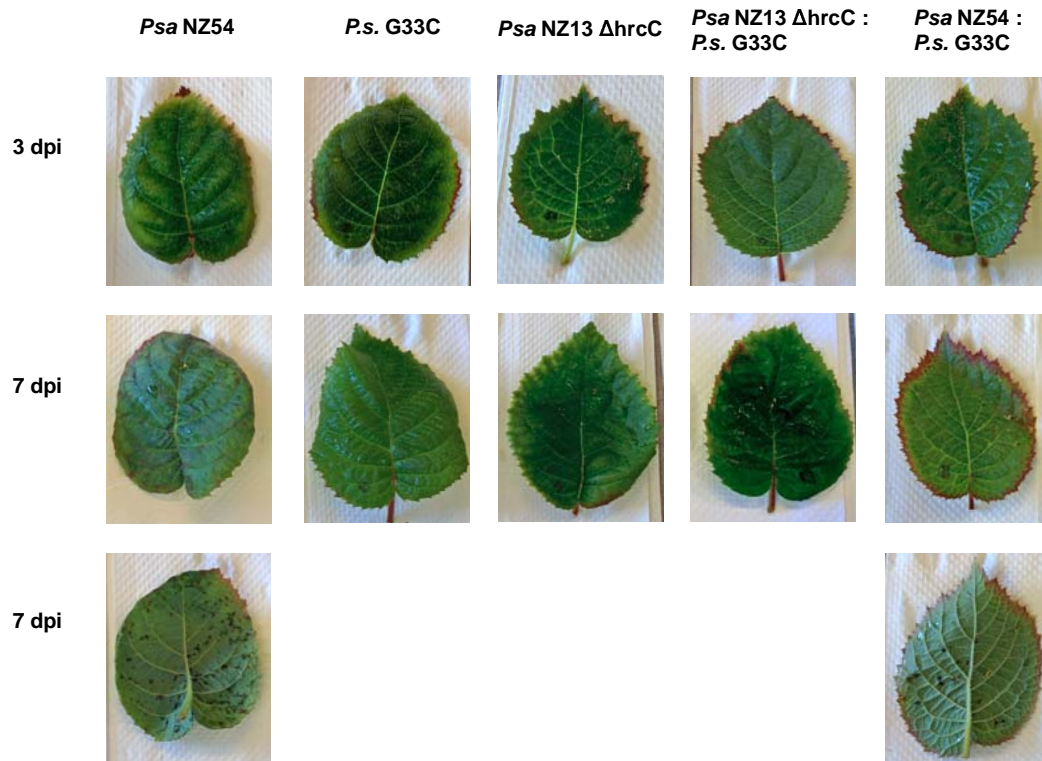 Psa NZ54
P.s. G33C
Psa NZ13 ΔhrcC
Psa NZ13 ΔhrcC :
P.s. G33C
Psa NZ54 :
P.s. G33C
3 dpi
7 dpi
7 dpi